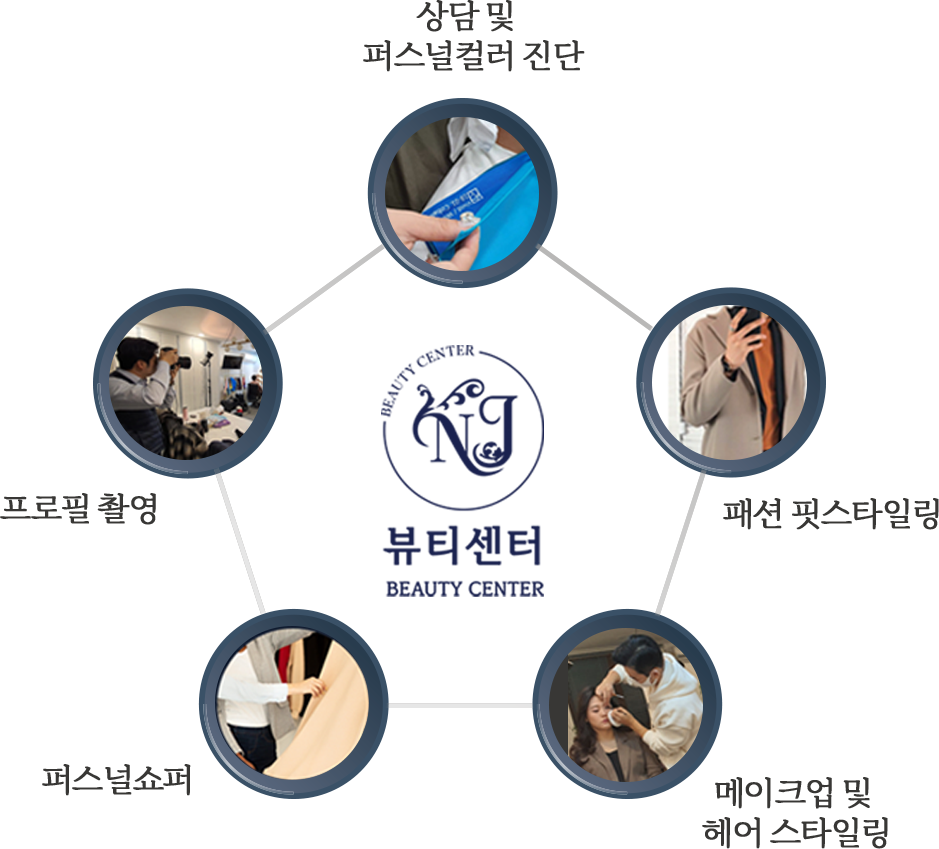 상담 및
퍼스널컬러 진단
BEAUTY CENTER
NJ
뷰티센터
BEAUTY CENTER
프로필 촬영
패션 핏스타일링
퍼스널쇼퍼
메이크업 및
헤어 스타일링